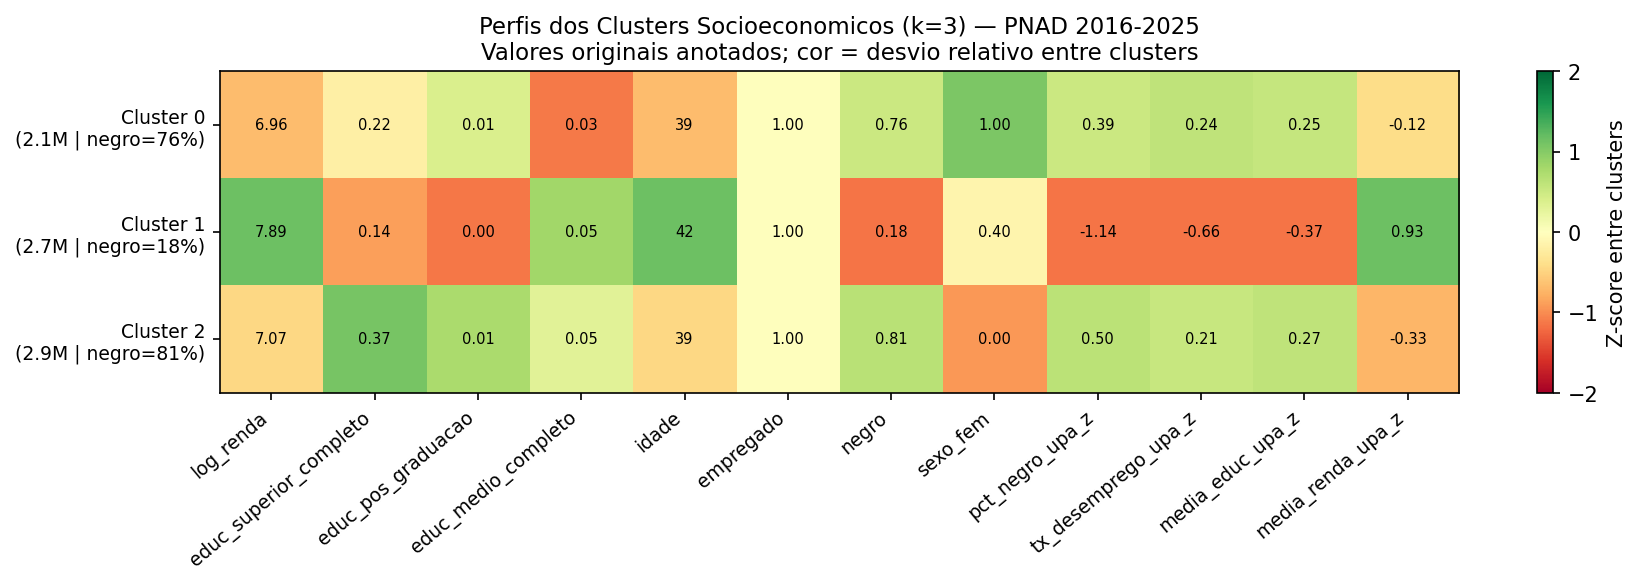 Perfis dos Clusters Socioeconomicos (k=3) — PNAD 2016-2025
Valores originais anotados; cor = desvio relativo entre clusters
Cluster 0
(2.1M | negro=76%)
6.96 0.22 0.01 0.03 39 1.00 0.76 1.00 0.39 0.24 0.25 -0.12
Cluster 1
(2.7M | negro=18%)
7.89 0.14 0.00 0.05 42 1.00 0.18 0.40 -1.14 -0.66 -0.37 0.93
Cluster 2
(2.9M | negro=81%)
7.07 0.37 0.01 0.05 39 1.00 0.81 0.00 0.50 0.21 0.27 -0.33
log_renda
educ_superior_completo
educ_pos_graduacao
educ_medio_completo
idade
empregado
negro
sexo_fem
pct_negro_upa_z
tx_desemprego_upa_z
media_educ_upa_z
media_renda_upa_z
2
1
0
−1
−2
Z-score entre clusters